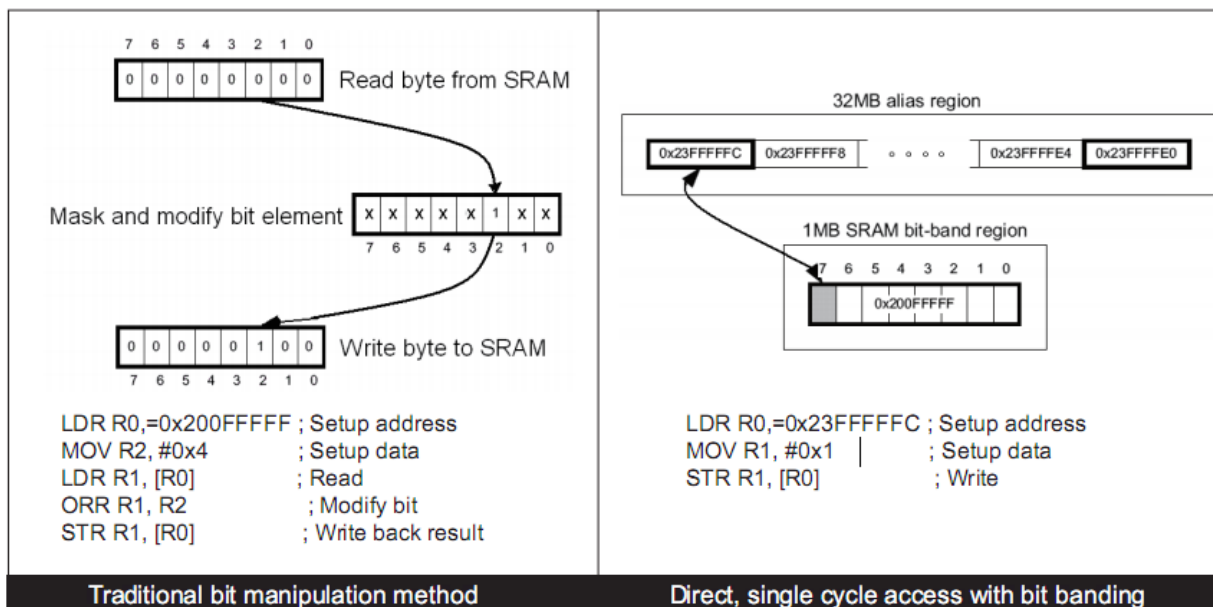 7 6 5 4 3 2 1 0
0 0 0 0 0 0 0 0
Read byte from SRAM
Mask and modify bit element
X X X X X 1 X X
7 6 5 4 3 2 1 0
0 0 0 0 0 1 0 0
Write byte to SRAM
7 6 5 4 3 2 1 0
LDR R0,=0x200FFFFF ; Setup address
MOV R2, #0x4 ; Setup data
LDR R1, [R0] ; Read
ORR R1, R2 ; Modify bit
STR R1, [R0] ; Write back result
Traditional bit manipulation method
32MB alias region
0x23FFFFFC 0x23FFFFF8 0x23FFFFE4 0x23FFFFE0
1MB SRAM bit-band region
7 6 5 4 3 2 1 0
0x200FFFFF
LDR R0,=0x23FFFFFC ; Setup address
MOV R1, #0x1 ; Setup data
STR R1, [R0] ; Write
Direct, single cycle access with bit banding